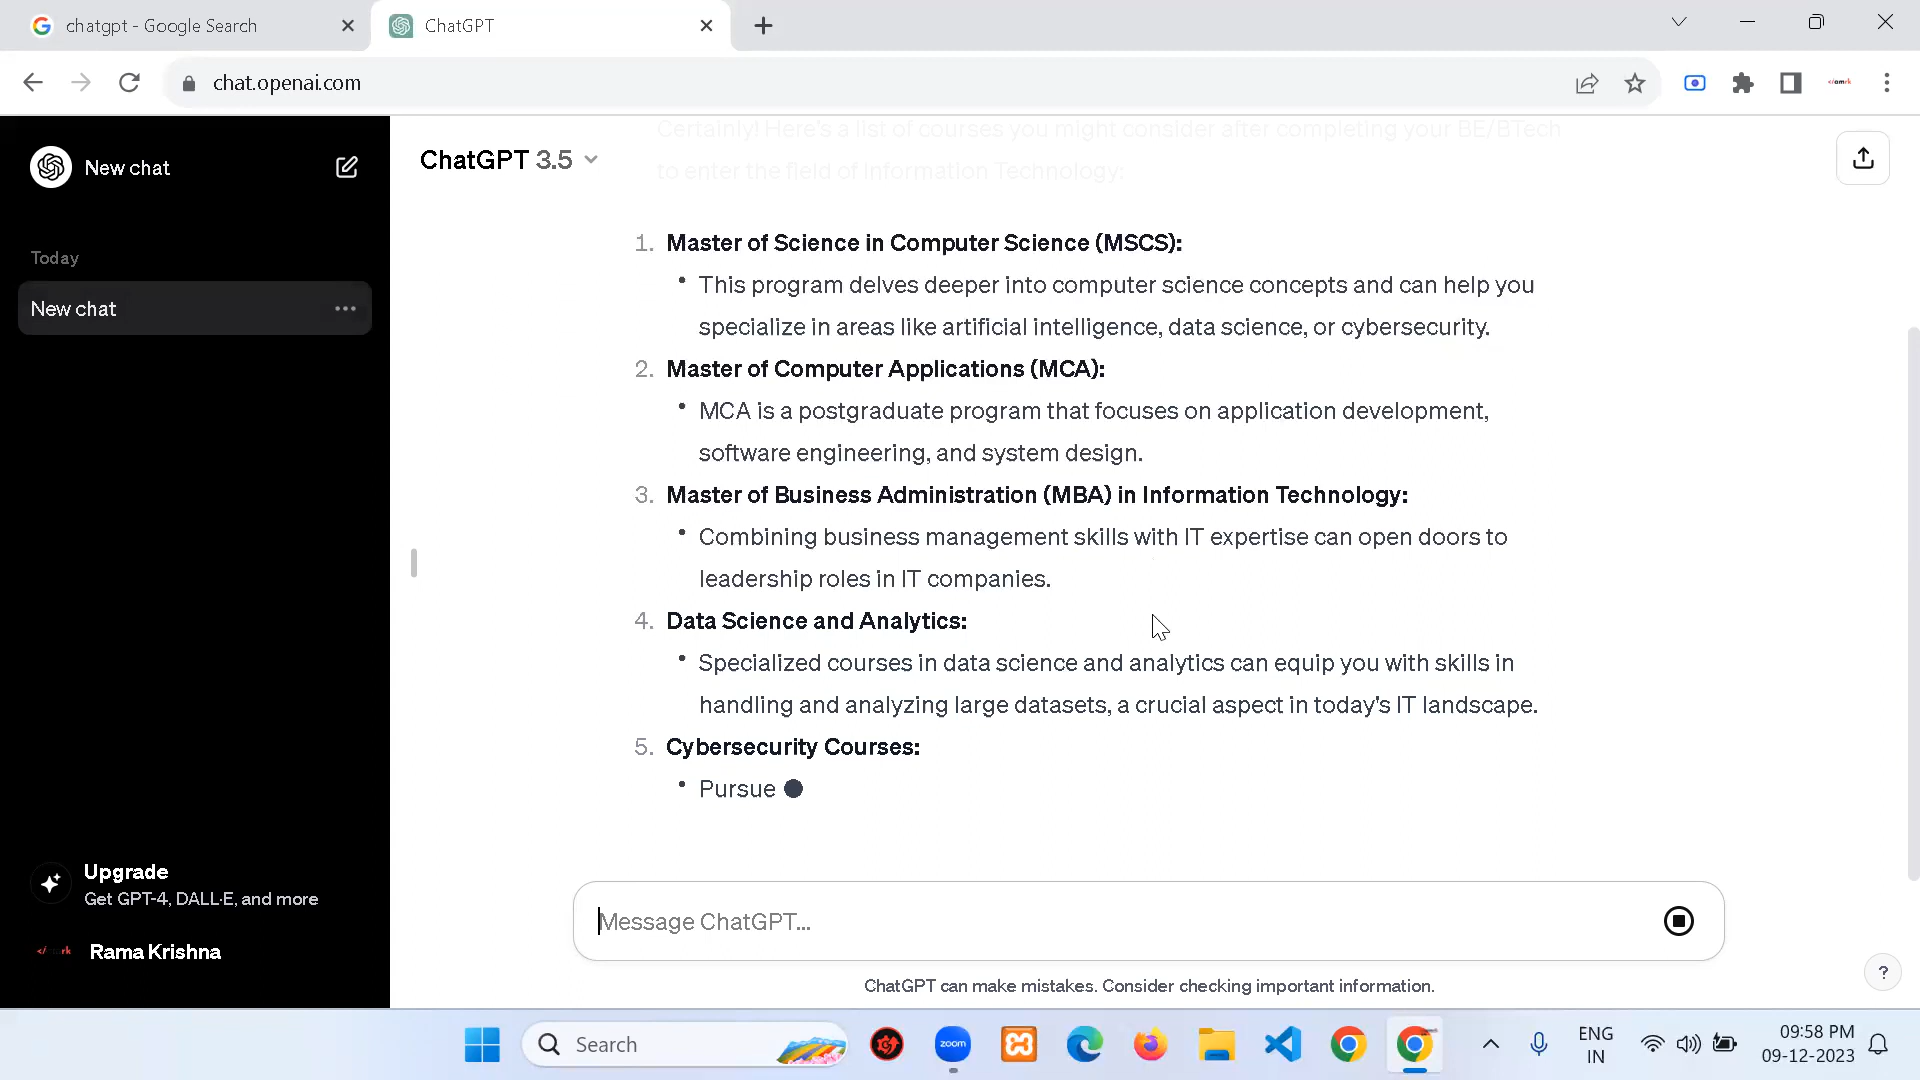 chatgpt - Google Search
ChatGPT
chat.openai.com
New chat
Today
New chat
Upgrade
Get GPT-4, DALL·E, and more
Rama Krishna
ChatGPT 3.5
Certainly! Here's a list of courses you might consider after completing your BE/BTech
to enter the field of Information Technology:
1. Master of Science in Computer Science (MSCS):
• This program delves deeper into computer science concepts and can help you
specialize in areas like artificial intelligence, data science, or cybersecurity.
2. Master of Computer Applications (MCA):
• MCA is a postgraduate program that focuses on application development,
software engineering, and system design.
3. Master of Business Administration (MBA) in Information Technology:
• Combining business management skills with IT expertise can open doors to
leadership roles in IT companies.
4. Data Science and Analytics:
• Specialized courses in data science and analytics can equip you with skills in
handling and analyzing large datasets, a crucial aspect in today's IT landscape.
5. Cybersecurity Courses:
• Pursue
Message ChatGPT...
ChatGPT can make mistakes. Consider checking important information.
?
Search
zoom
ENG
IN
09:58 PM
09-12-2023